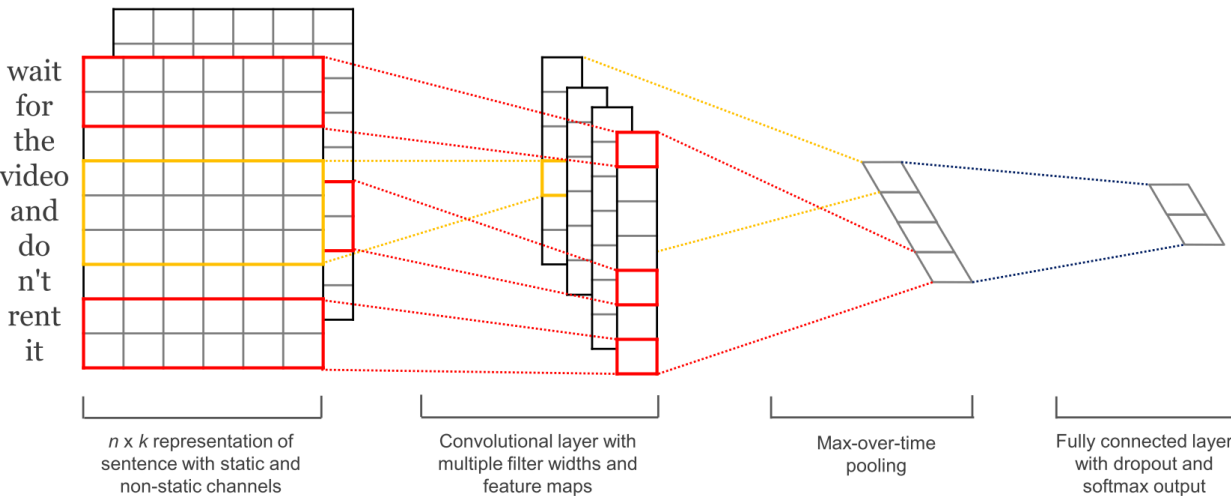 wait
for
the
video
and
do
n't
rent
it
n x k representation of
sentence with static and
non-static channels
Convolutional layer with
multiple filter widths and
feature maps
Max-over-time
pooling
Fully connected layer
with dropout and
softmax output